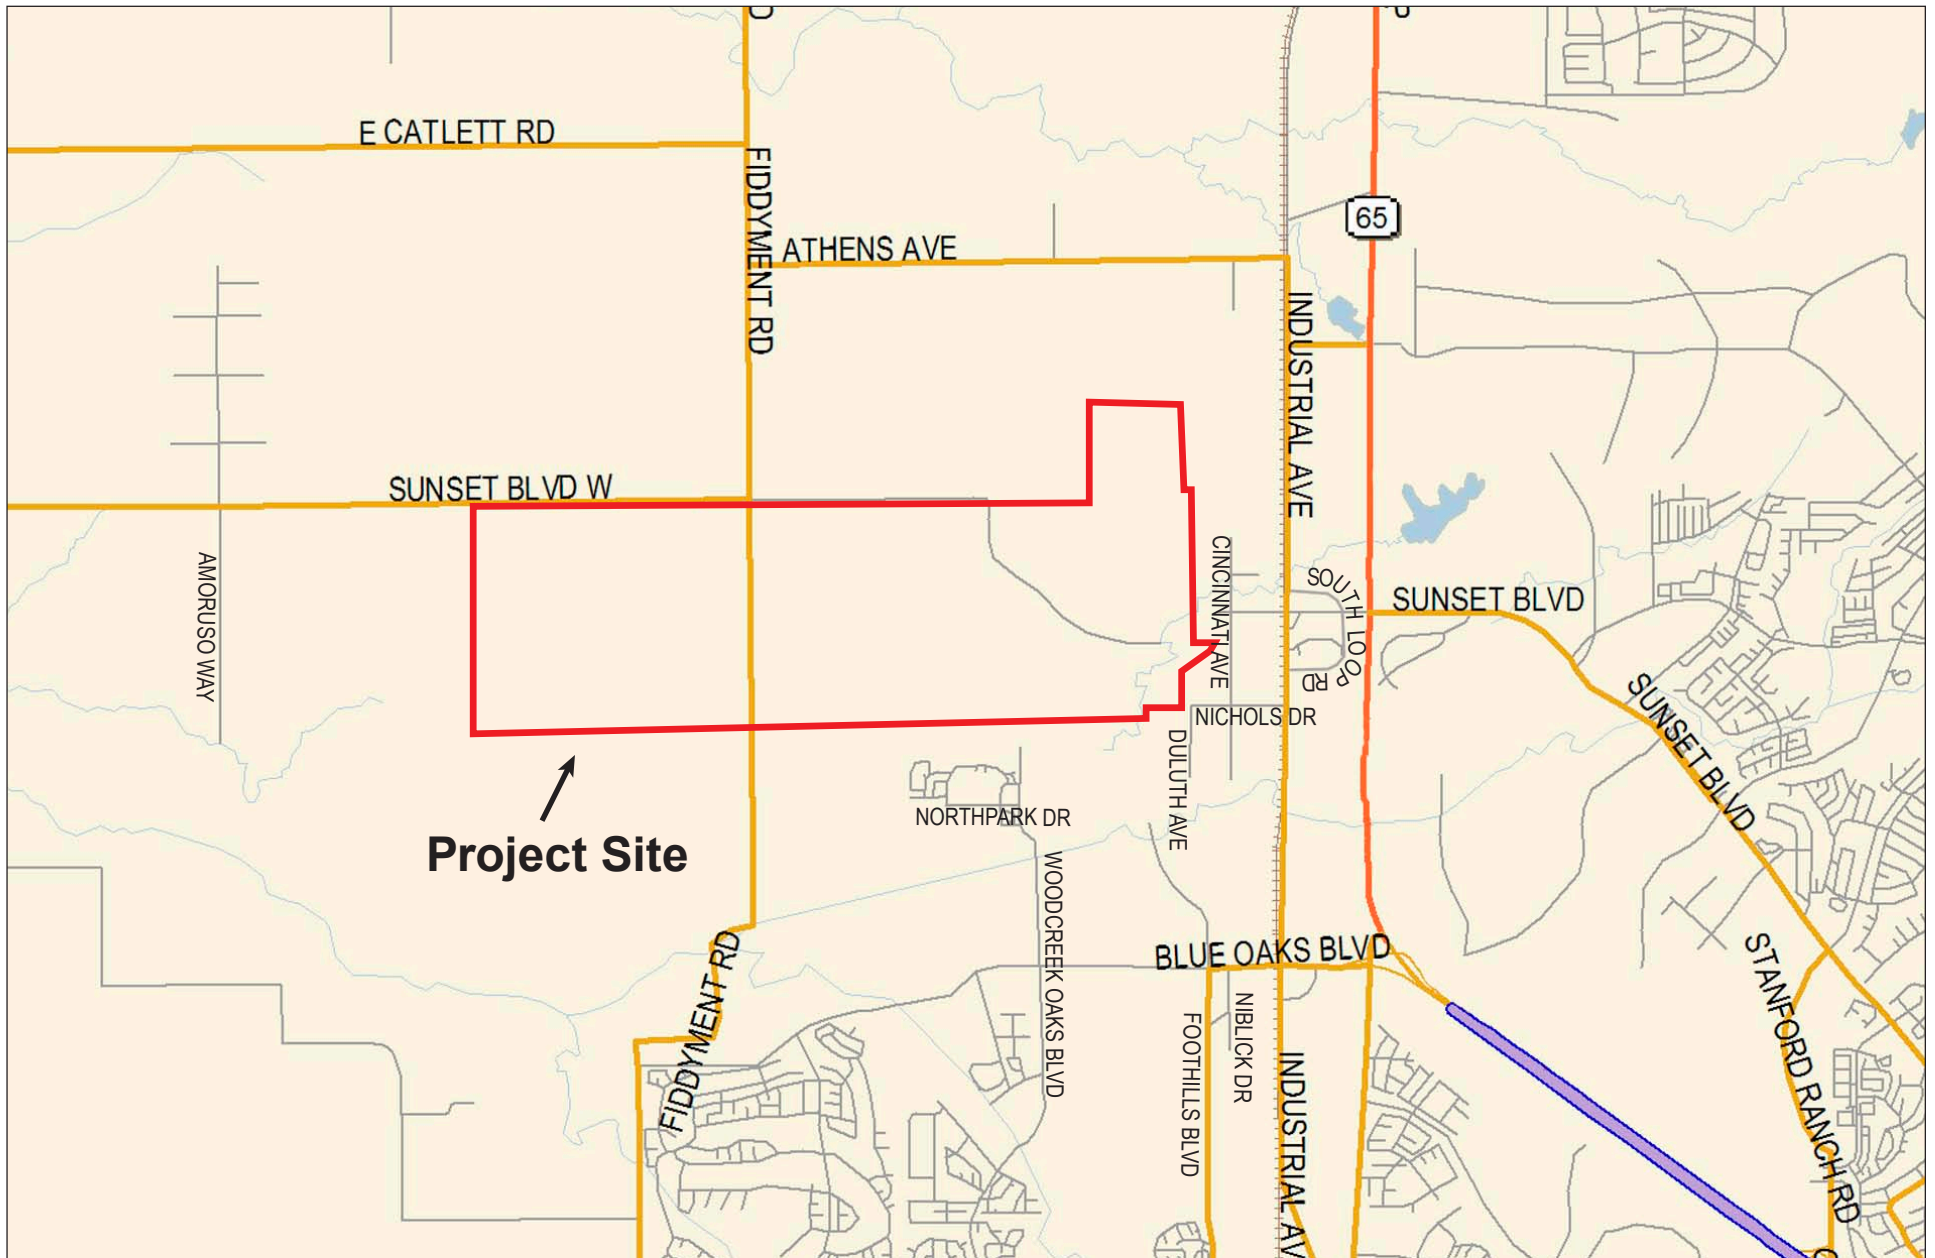 E CATLETT RD
FIDDYMENT RD
ATHENS AVE
65
INDUSTRIAL AVE
SUNSET BLVD W
AMORUSO WAY
CINCINNATI AVE
SOUTH LOOP RD
SUNSET BLVD
SUNSET BLVD
NICHOLS DR
DULUTH AVE
NORTHPARK DR
Project Site
WOODCREEK OAKS BLVD
BLUE OAKS BLVD
FIDDYMENT RD
STANFORD RANCH RD
NIBLICK DR
FOOTHILLS BLVD
INDUSTRIAL AV